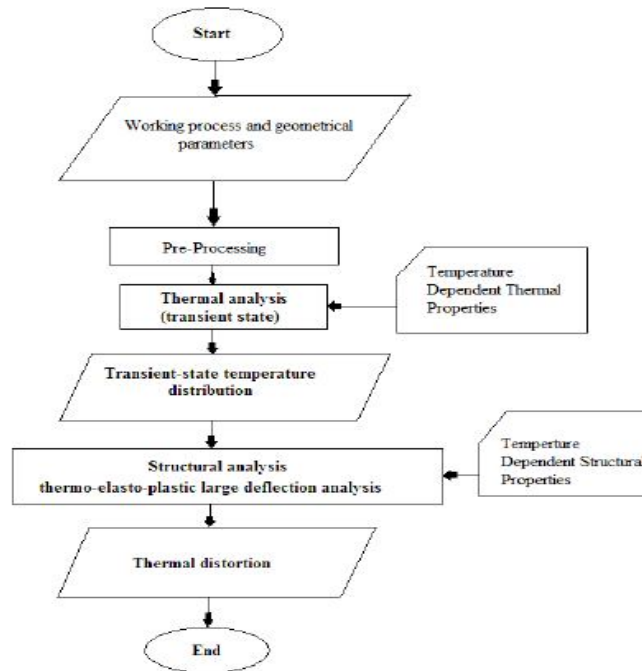 Start
Working process and geometrical
parameters
Pre-Processing
Thermal analysis
(transient state)
Temperature
Dependent Thermal
Properties
Transient-state temperature
distribution
Structural analysis
thermo-elasto-plastic large deflection analysis
Temperture
Dependent Structural
Properties
Thermal distortion
End